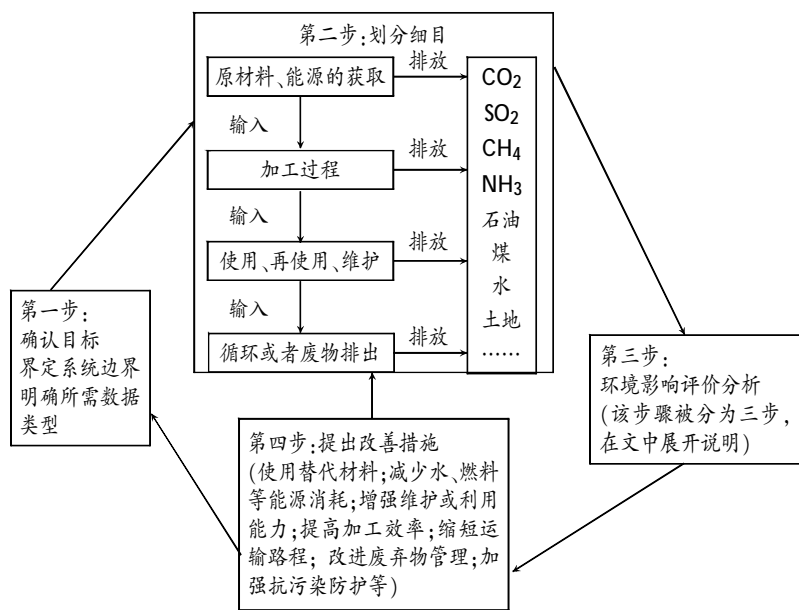 第二步:划分细目
原材料、能源的获取
排放
输入
加工过程
排放
输入
使用、再使用、维护
排放
输入
循环或者废物排出
排放
CO2
SO2
CH4
NH3
石油
煤
水
土地
……
第一步:
确认目标
界定系统边界
明确所需数据
类型
第三步:
环境影响评价分析
(该步骤被分为三步,
在文中展开说明)
第四步:提出改善措施
(使用替代材料;减少水、燃料
等能源消耗;增强维护或利用
能力;提高加工效率;缩短运
输路程; 改进废弃物管理;加
强抗污染防护等)